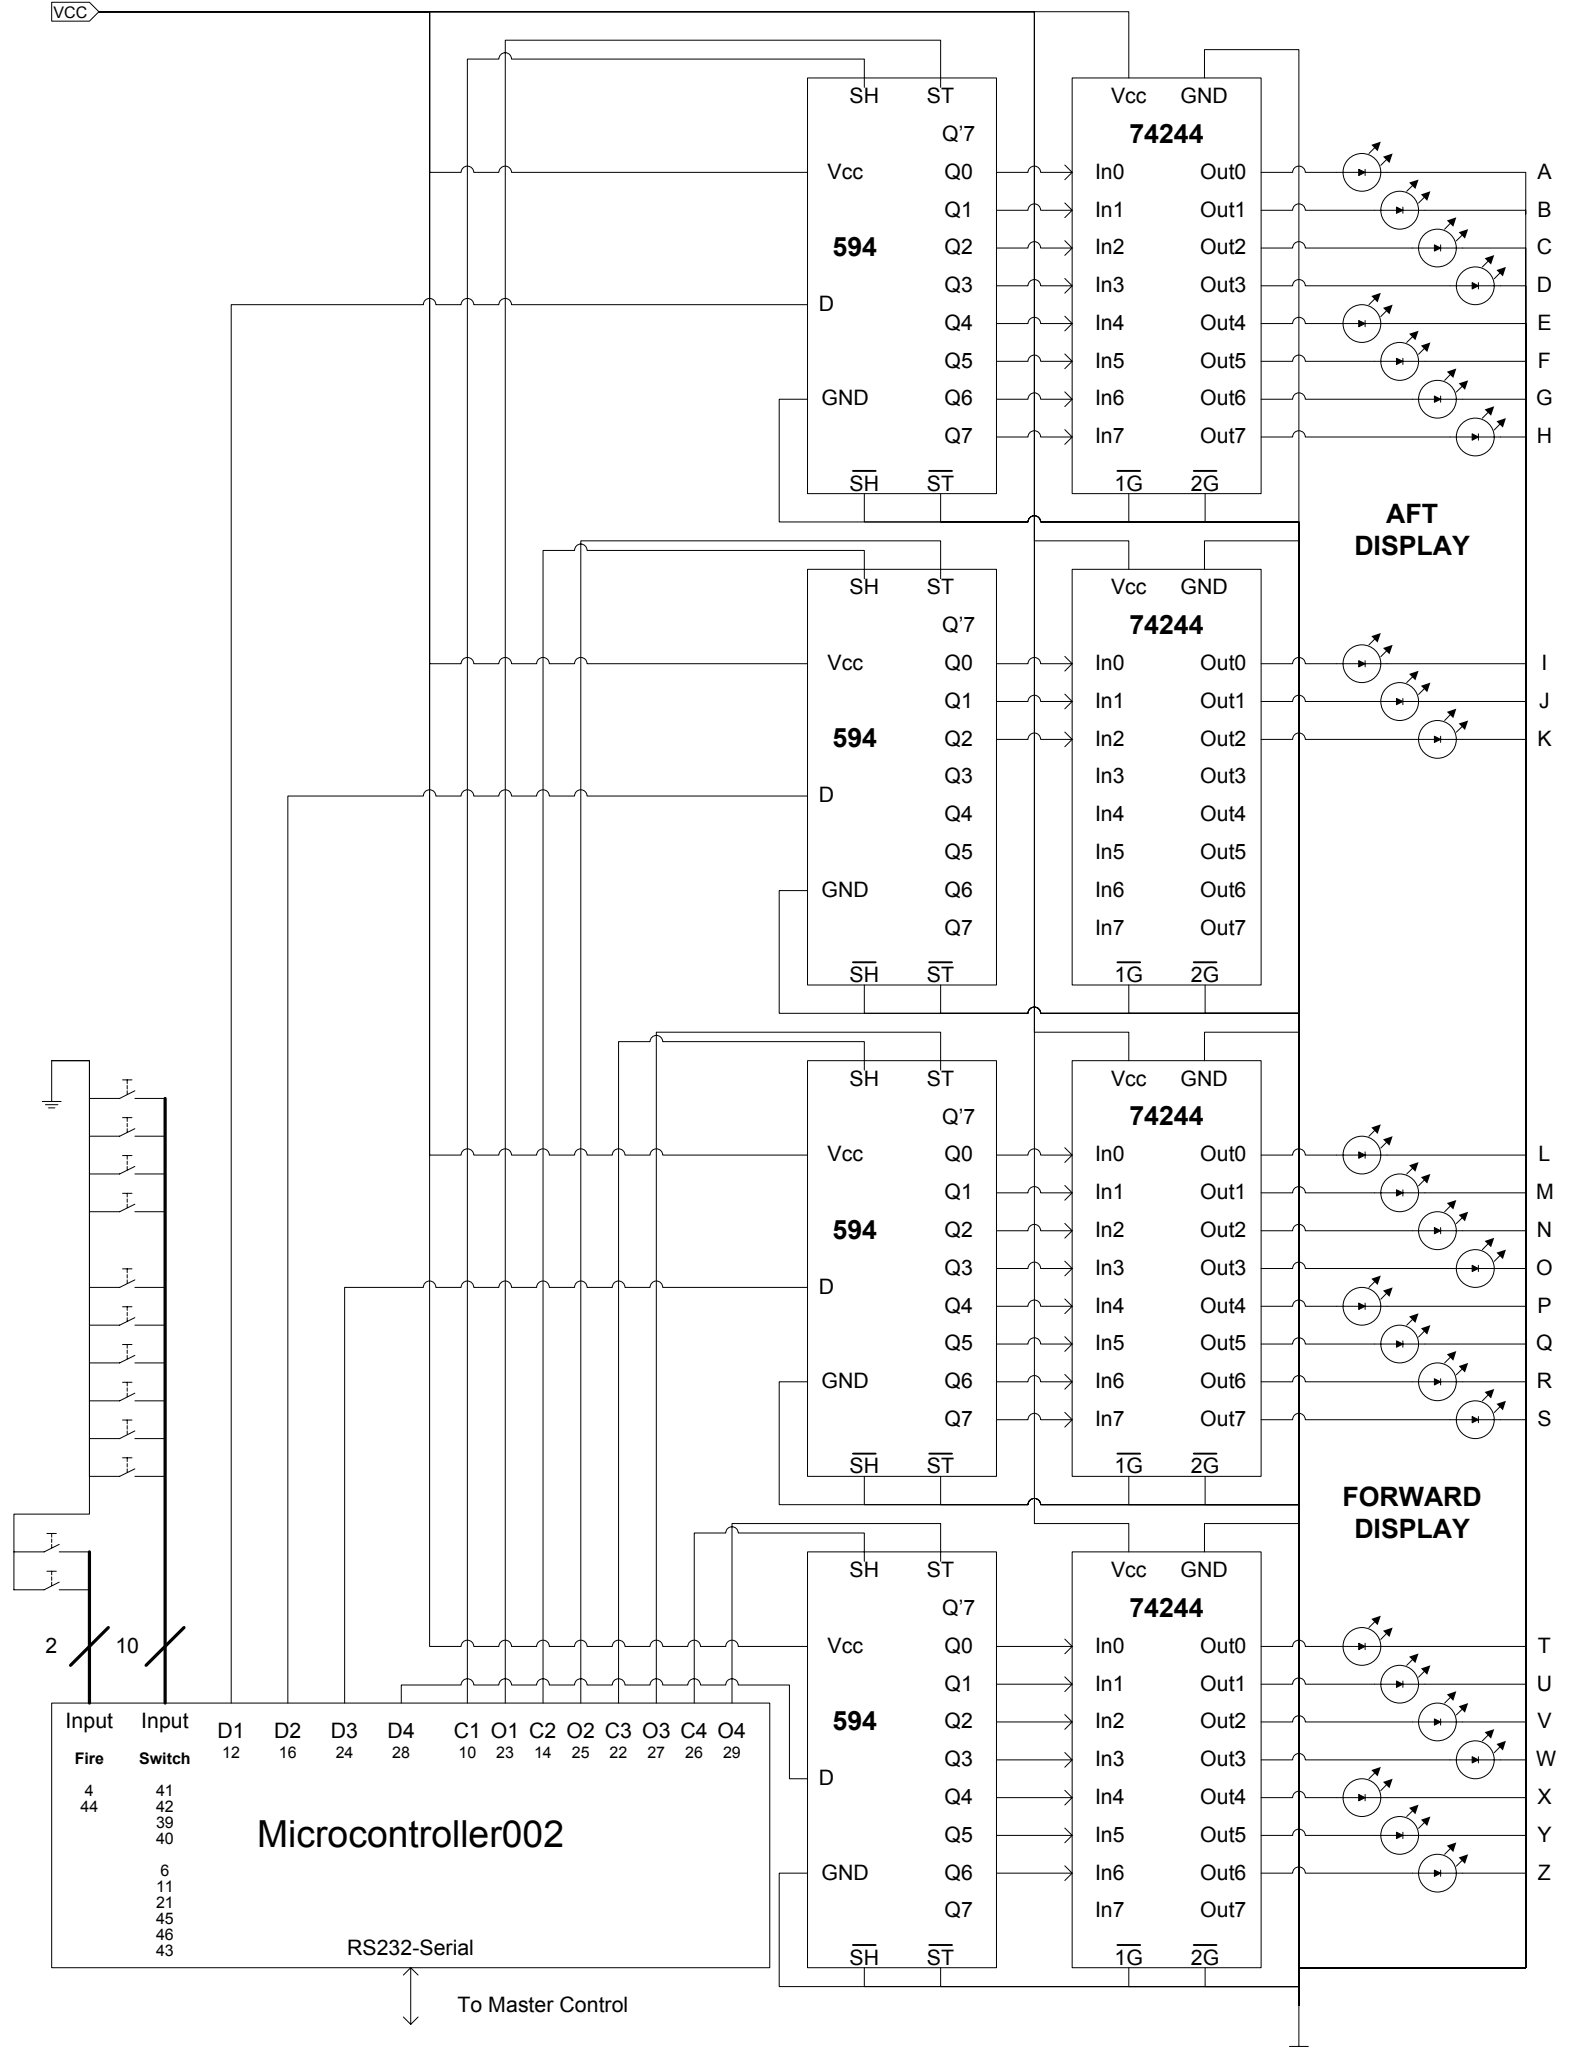 VCC
SH ST
Q'7
Vcc Q0
Q1
594 Q2
Q3
D
Q4
Q5
GND Q6
Q7
SH ST
Vcc GND
74244
In0 Out0
In1 Out1
In2 Out2
In3 Out3
In4 Out4
In5 Out5
In6 Out6
In7 Out7
1G 2G
A
B
C
D
E
F
G
H
AFT
DISPLAY
SH ST
Q'7
Vcc Q0
Q1
594 Q2
Q3
D
Q4
Q5
GND Q6
Q7
SH ST
Vcc GND
74244
In0 Out0
In1 Out1
In2 Out2
In3 Out3
In4 Out4
In5 Out5
In6 Out6
In7 Out7
1G 2G
I
J
K
SH ST
Q'7
Vcc Q0
Q1
594 Q2
Q3
D
Q4
Q5
GND Q6
Q7
SH ST
Vcc GND
74244
In0 Out0
In1 Out1
In2 Out2
In3 Out3
In4 Out4
In5 Out5
In6 Out6
In7 Out7
1G 2G
L
M
N
O
P
Q
R
S
FORWARD
DISPLAY
SH ST
Q'7
Vcc Q0
Q1
594 Q2
Q3
D
Q4
Q5
GND Q6
Q7
SH ST
Vcc GND
74244
In0 Out0
In1 Out1
In2 Out2
In3 Out3
In4 Out4
In5 Out5
In6 Out6
In7 Out7
1G 2G
T
U
V
W
X
Y
Z
2 10
Input Input D1 D2 D3 D4 C1 O1 C2 O2 C3 O3 C4 O4
12 16 24 28 10 23 14 25 22 27 26 29
Fire Switch
4 41
44 42
39
40
6
11
21
45
46
43
Microcontroller002
RS232-Serial
To Master Control